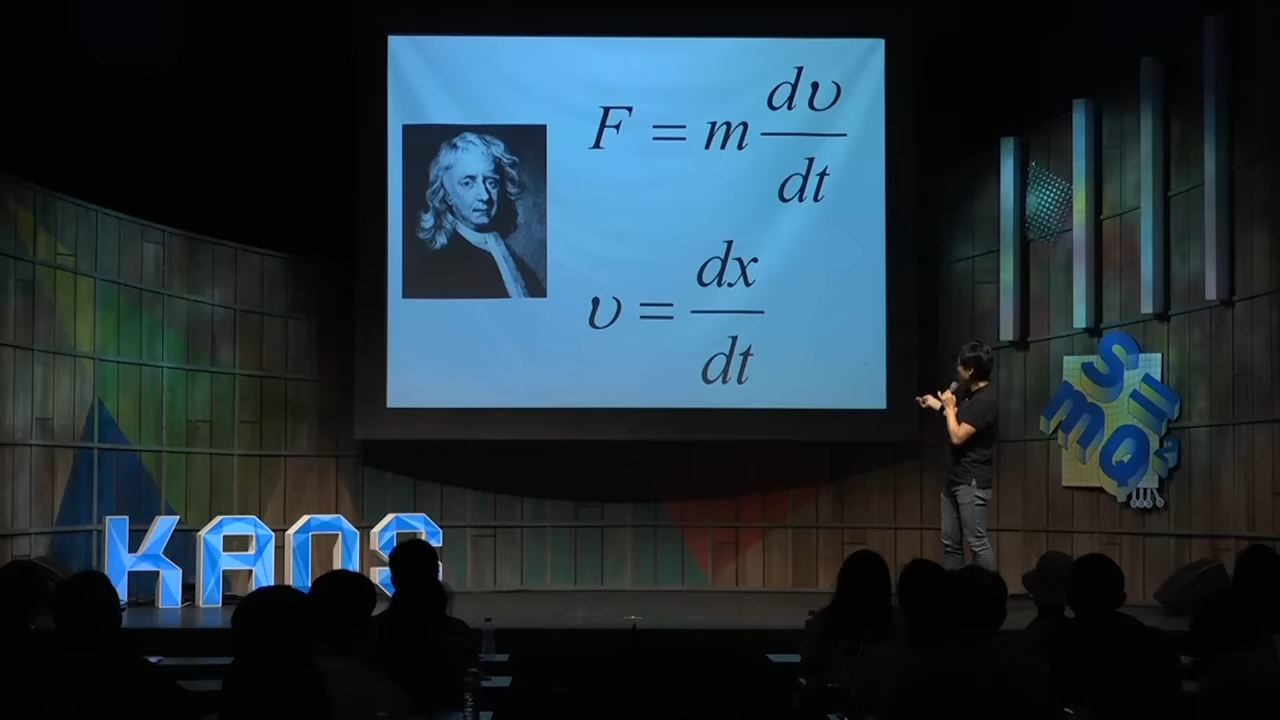 F = m dυ/dt
υ = dx/dt
KAOS